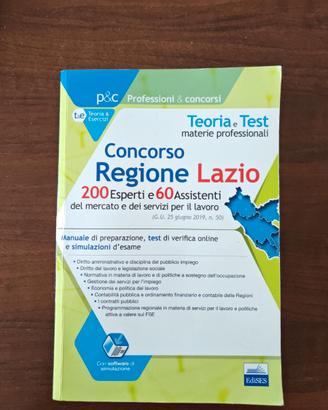 p&c Professioni & concorsi
t&e Teoria & Esercizi
Teoria e Test
materie professionali
Concorso
Regione Lazio
200 Esperti e 60 Assistenti
del mercato e dei servizi per il lavoro
(G.U. 25 giugno 2019, n. 50)
Manuale di preparazione, test di verifica online
e simulazioni d'esame
• Diritto amministrativo e disciplina del pubblico impiego
• Diritto del lavoro e legislazione sociale
• Normativa in materia di lavoro e di politiche a sostegno dell'occupazione
• Gestione dei servizi per l'impiego
• Economia e politica del lavoro
• Contabilità pubblica e ordinamento finanziario e contabile delle Regioni
• I contratti pubblici
• Programmazione regionale in materia di servizi per il lavoro e politiche
attive a valere sul FSE
Con software di
simulazione
EdiSES